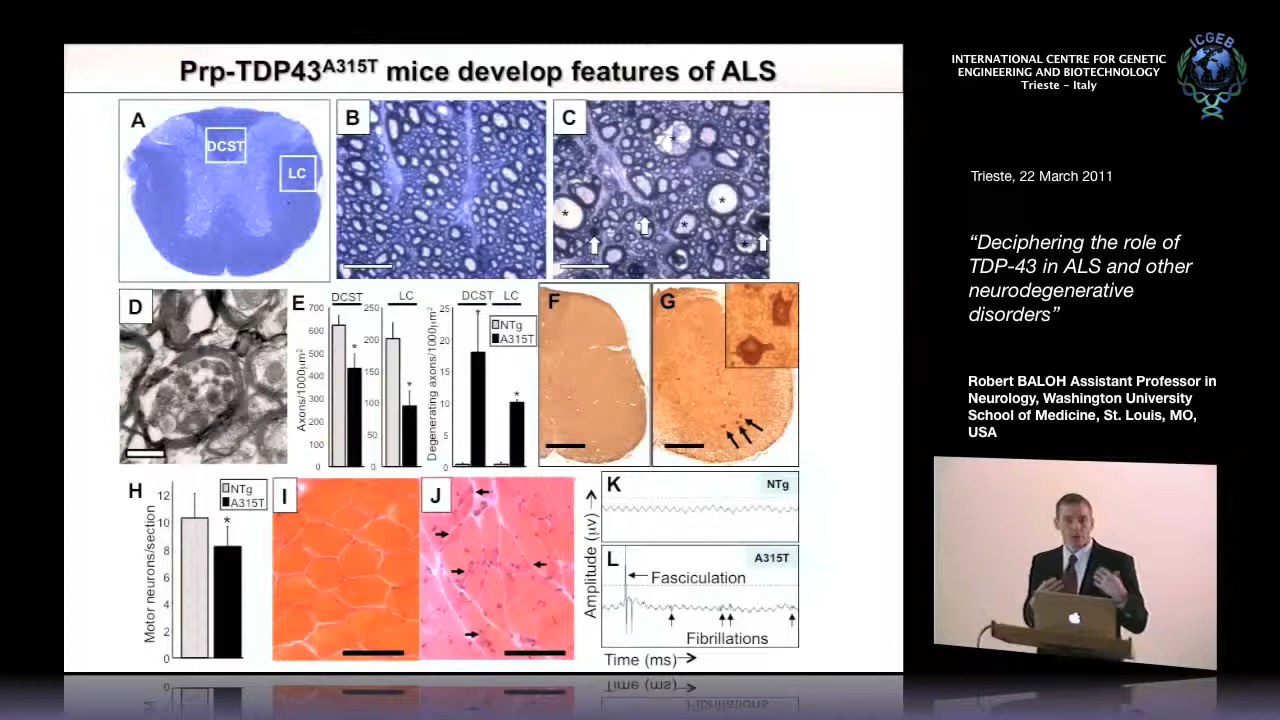 Prp-TDP43A315T mice develop features of ALS
A
DCST
LC
B
C
*
*
*
*
*
D
E
DCST
LC
DCST
LC
700
600
500
400
300
200
100
0
Axons/1000µm2
*
250
200
150
100
50
0
*
Degenerating axons/1000µm2
25
20
15
10
5
0
*
*
NTg
A315T
F
G
H
Motor neurons/section
12
10
8
6
4
2
0
NTg
A315T
*
I
J
K
NTg
L
A315T
Amplitude (µv)
Fasciculation
Fibrillations
Time (ms)
INTERNATIONAL CENTRE FOR GENETIC
ENGINEERING AND BIOTECHNOLOGY
Trieste - Italy
ICGEB
Trieste, 22 March 2011
“Deciphering the role of
TDP-43 in ALS and other
neurodegenerative
disorders”
Robert BALOH Assistant Professor in
Neurology, Washington University
School of Medicine, St. Louis, MO,
USA